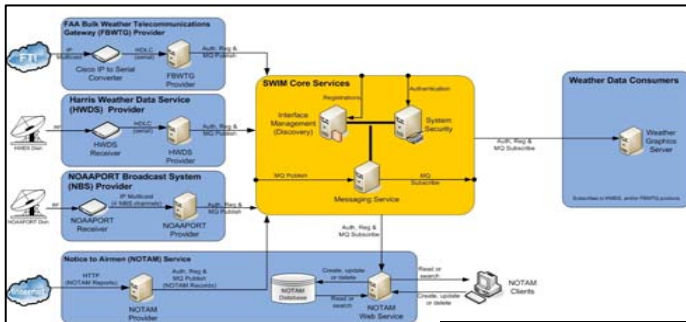 FAA Bulk Weather Telecommunications
Gateway (FBWTG) Provider
FTI
IP
Multicast
Cisco IP to Serial
Converter
HDLC
(serial)
FBWTG
Provider
Auth, Reg &
MQ Publish
Harris Weather Data Service
(HWDS) Provider
HWDS Dish
RF
HWDS
Receiver
HDLC
(serial)
HWDS
Provider
Auth, Reg &
MQ Publish
NOAAPORT Broadcast System
(NBS) Provider
NOAAPORT Dish
RF
NOAAPORT
Receiver
IP Multicast
(4 NBS channels)
NOAAPORT
Provider
Auth, Reg &
MQ Publish
SWIM Core Services
Registrations
Authentication
Interface
Management
(Discovery)
System
Security
MQ Publish
MQ
Subscribe
Messaging Service
Auth, Reg &
MQ Subscribe
Weather Data Consumers
Weather
Graphics
Server
Subscribes to HWDS, and/or FBWTG products
Auth, Reg &
MQ Subscribe
Notice to Airmen (NOTAM) Service
Internet
HTTP
(NOTAM Reports)
NOTAM
Provider
Auth, Reg &
MQ Publish
(NOTAM Records)
NOTAM
Database
Create, update
or delete
Read or
search
NOTAM
Web Service
Read or
search
Create, update
or delete
NOTAM
Clients